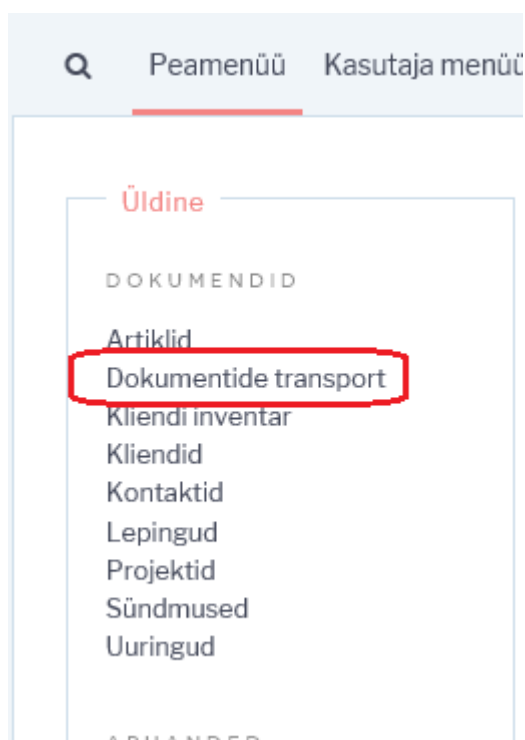 Peamenüü Kasutaja menüü
Üldine
DOKUMENDID
Artiklid
Dokumentide transport
Kliendi inventar
Kliendid
Kontaktid
Lepingud
Projektid
Sündmused
Uuringud